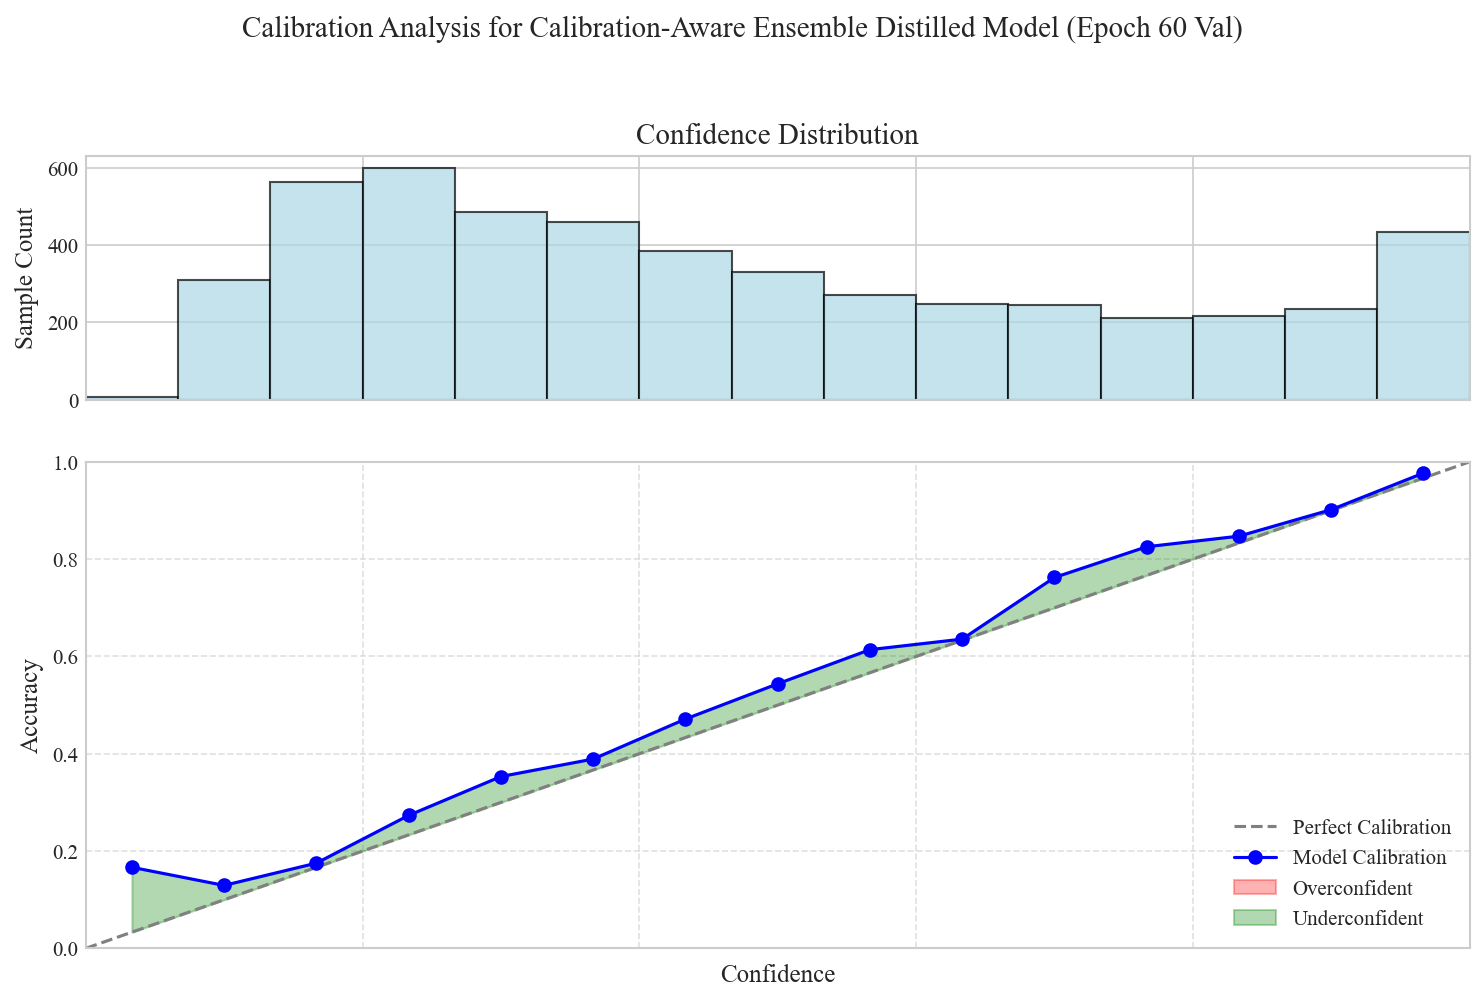 Calibration Analysis for Calibration-Aware Ensemble Distilled Model (Epoch 60 Val)
Confidence Distribution
Sample Count
600
400
200
0
Accuracy
1.0
0.8
0.6
0.4
0.2
0.0
Perfect Calibration
Model Calibration
Overconfident
Underconfident
Confidence